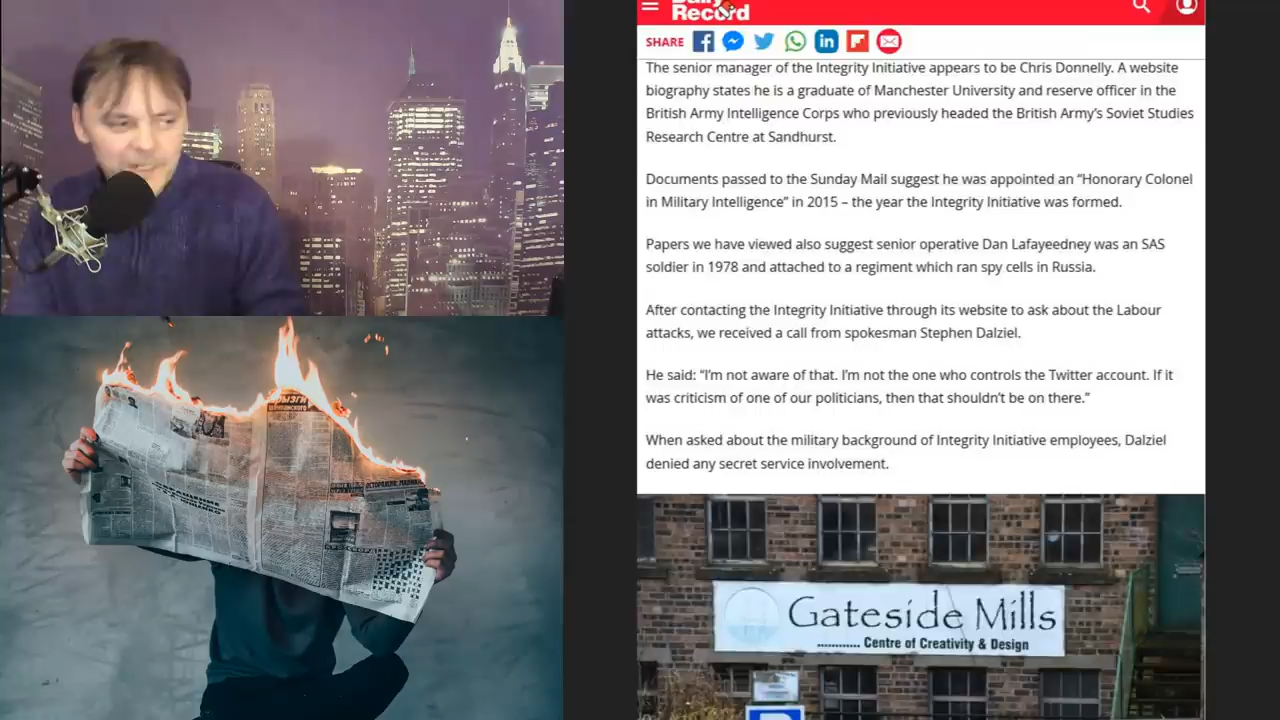 Daily
Record
SHARE
The senior manager of the Integrity Initiative appears to be Chris Donnelly. A website
biography states he is a graduate of Manchester University and reserve officer in the
British Army Intelligence Corps who previously headed the British Army’s Soviet Studies
Research Centre at Sandhurst.
Documents passed to the Sunday Mail suggest he was appointed an “Honorary Colonel
in Military Intelligence” in 2015 – the year the Integrity Initiative was formed.
Papers we have viewed also suggest senior operative Dan Lafayeedney was an SAS
soldier in 1978 and attached to a regiment which ran spy cells in Russia.
After contacting the Integrity Initiative through its website to ask about the Labour
attacks, we received a call from spokesman Stephen Dalziel.
He said: “I’m not aware of that. I’m not the one who controls the Twitter account. If it
was criticism of one of our politicians, then that shouldn’t be on there.”
When asked about the military background of Integrity Initiative employees, Dalziel
denied any secret service involvement.
Gateside Mills
............ Centre of Creativity & Design
P